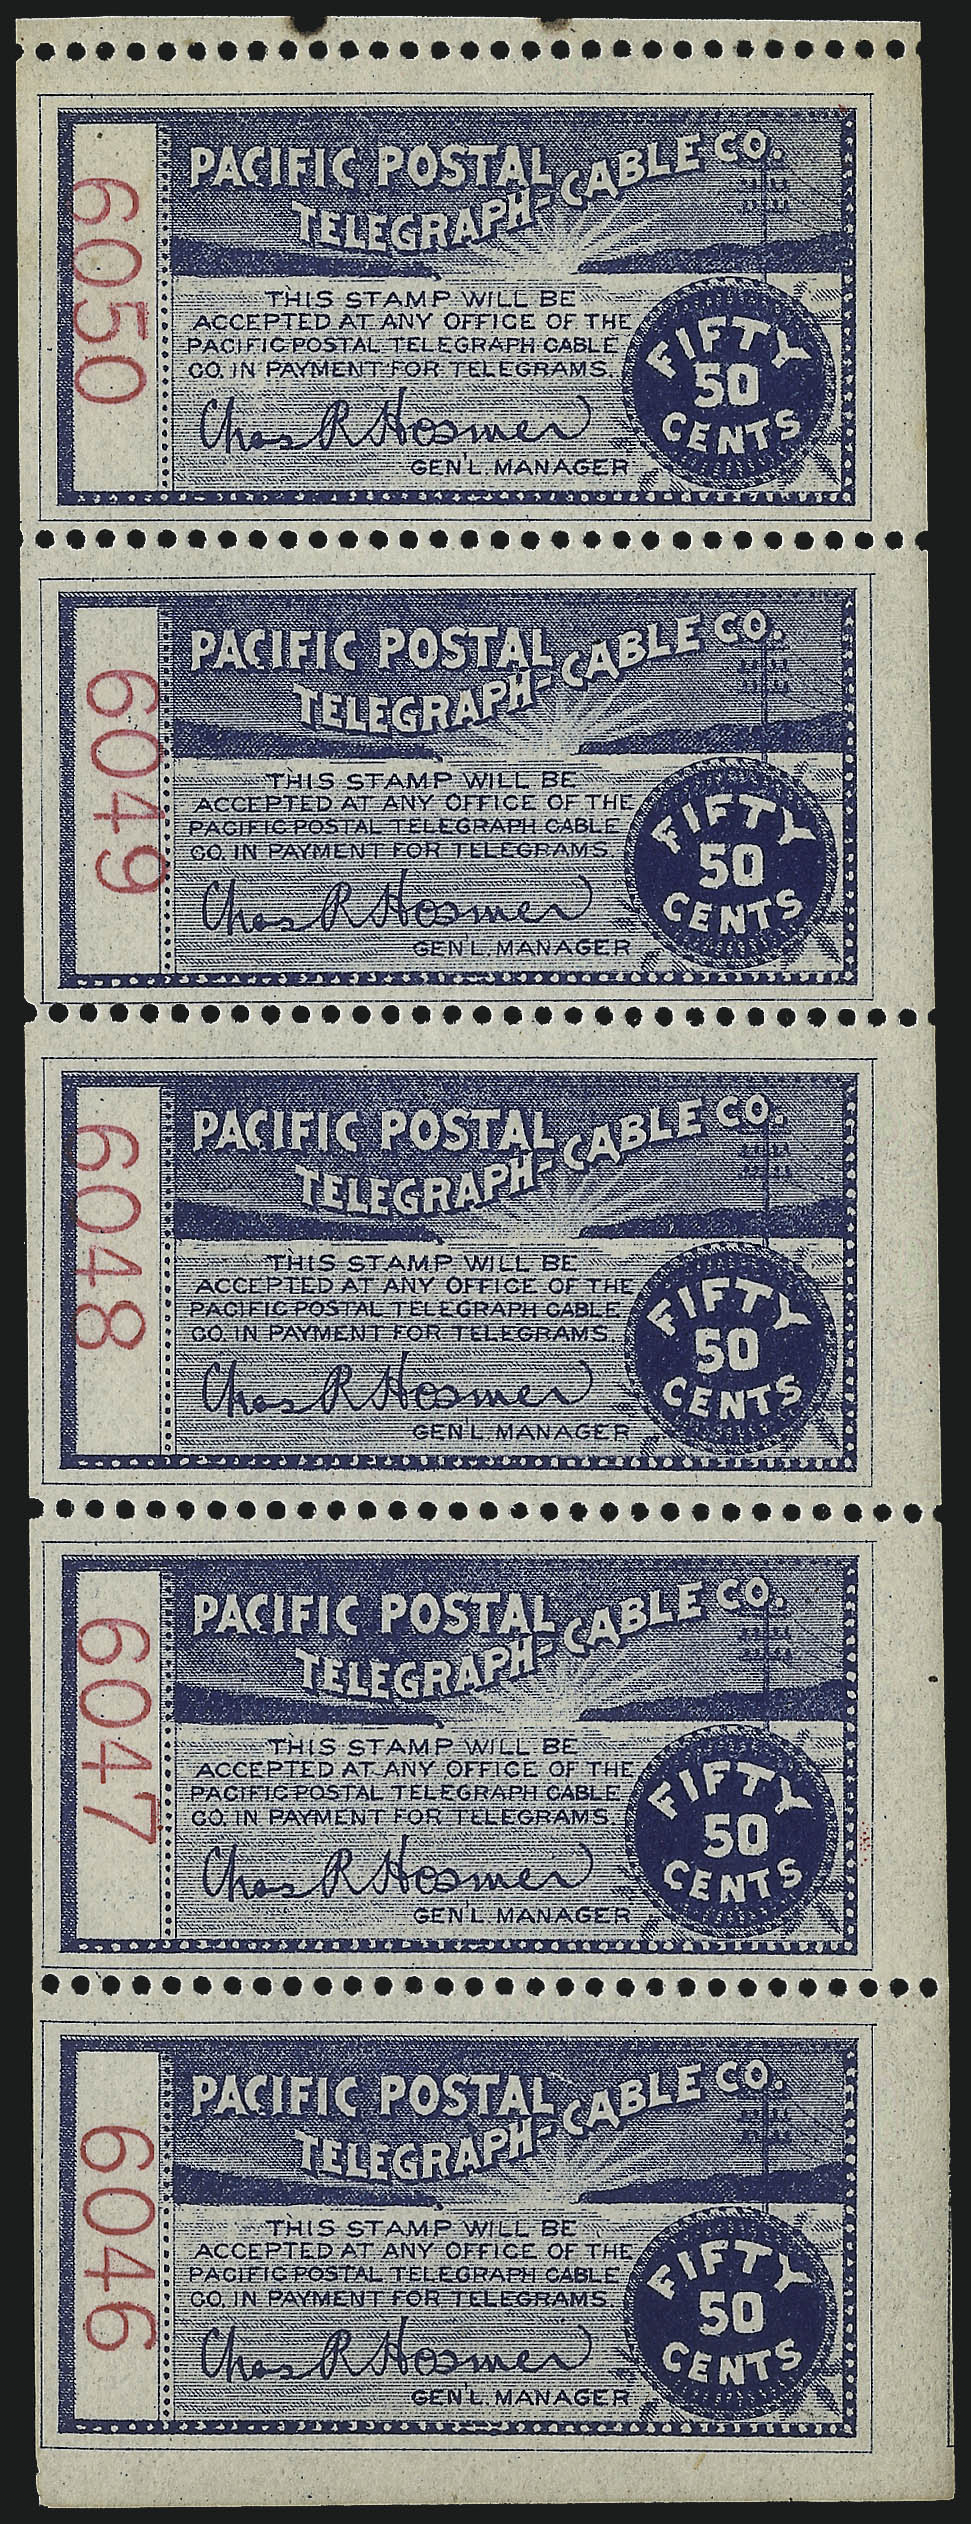 6050
PACIFIC POSTAL
TELEGRAPH-CABLE CO.
THIS STAMP WILL BE
ACCEPTED AT ANY OFFICE OF THE
PACIFIC POSTAL TELEGRAPH CABLE
CO. IN PAYMENT FOR TELEGRAMS.
Chas R Hosmer
GEN'L. MANAGER
FIFTY
50
CENTS
6049
PACIFIC POSTAL
TELEGRAPH-CABLE CO.
THIS STAMP WILL BE
ACCEPTED AT ANY OFFICE OF THE
PACIFIC POSTAL TELEGRAPH CABLE
CO. IN PAYMENT FOR TELEGRAMS.
Chas R Hosmer
GEN'L. MANAGER
FIFTY
50
CENTS
6048
PACIFIC POSTAL
TELEGRAPH-CABLE CO.
THIS STAMP WILL BE
ACCEPTED AT ANY OFFICE OF THE
PACIFIC POSTAL TELEGRAPH CABLE
CO. IN PAYMENT FOR TELEGRAMS.
Chas R Hosmer
GEN'L MANAGER
FIFTY
50
CENTS
6047
PACIFIC POSTAL
TELEGRAPH-CABLE CO.
THIS STAMP WILL BE
ACCEPTED AT ANY OFFICE OF THE
PACIFIC POSTAL TELEGRAPH CABLE
CO. IN PAYMENT FOR TELEGRAMS.
Chas R Hosmer
GEN'L. MANAGER
FIFTY
50
CENTS
6046
PACIFIC POSTAL
TELEGRAPH-CABLE CO.
THIS STAMP WILL BE
ACCEPTED AT ANY OFFICE OF THE
PACIFIC POSTAL TELEGRAPH CABLE
CO. IN PAYMENT FOR TELEGRAMS.
Chas R Hosmer
GEN'L. MANAGER
FIFTY
50
CENTS